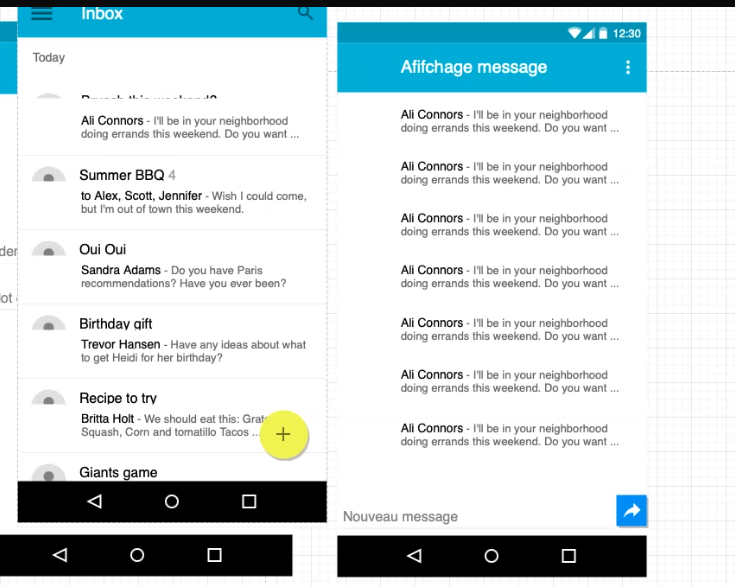 Inbox
Today
Brunch this weekend?
Ali Connors - I'll be in your neighborhood
doing errands this weekend. Do you want ...
Summer BBQ 4
to Alex, Scott, Jennifer - Wish I could come,
but I'm out of town this weekend.
Oui Oui
Sandra Adams - Do you have Paris
recommendations? Have you ever been?
Birthday gift
Trevor Hansen - Have any ideas about what
to get Heidi for her birthday?
Recipe to try
Britta Holt - We should eat this:
Squash, Corn and tomatillo Tacos ...
Giants game
12:30
Afifchage message
Ali Connors - I'll be in your neighborhood
doing errands this weekend. Do you want ...
Ali Connors - I'll be in your neighborhood
doing errands this weekend. Do you want ...
Ali Connors - I'll be in your neighborhood
doing errands this weekend. Do you want ...
Ali Connors - I'll be in your neighborhood
doing errands this weekend. Do you want ...
Ali Connors - I'll be in your neighborhood
doing errands this weekend. Do you want ...
Ali Connors - I'll be in your neighborhood
doing errands this weekend. Do you want ...
Ali Connors - I'll be in your neighborhood
doing errands this weekend. Do you want ...
Nouveau message